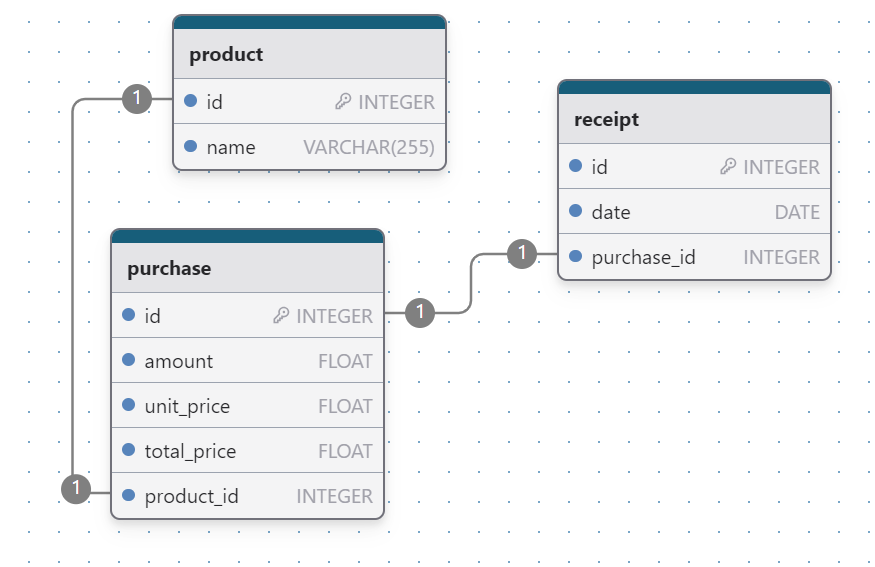 product
1
id INTEGER
name VARCHAR(255)
receipt
id INTEGER
date DATE
1
purchase_id INTEGER
purchase
id INTEGER
1
amount FLOAT
unit_price FLOAT
total_price FLOAT
1
product_id INTEGER